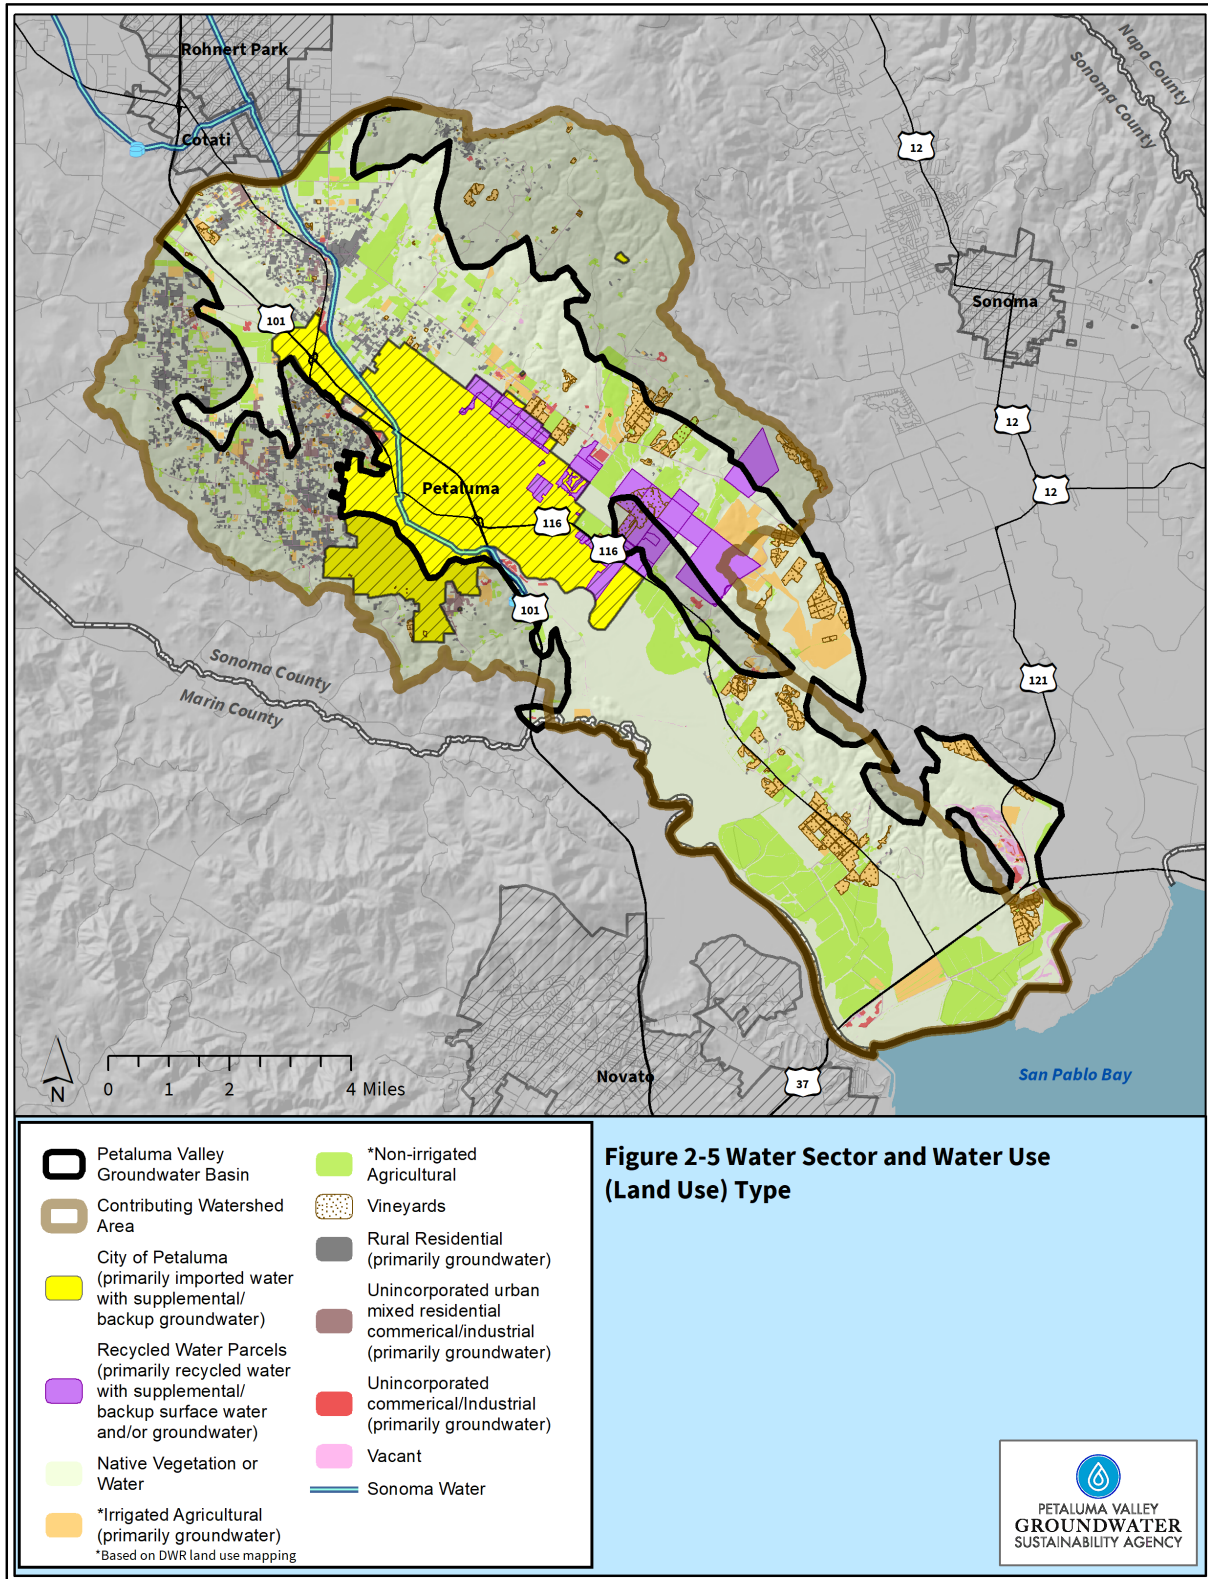 Rohnert Park
Cotati
Napa County
Sonoma County
12
Sonoma
101
12
12
Petaluma
116
116
101
Sonoma County
Marin County
121
N
0 1 2 4 Miles
Novato
37
San Pablo Bay
Petaluma Valley
Groundwater Basin
Contributing Watershed
Area
City of Petaluma
(primarily imported water
with supplemental/
backup groundwater)
Recycled Water Parcels
(primarily recycled water
with supplemental/
backup surface water
and/or groundwater)
Native Vegetation or
Water
*Irrigated Agricultural
(primarily groundwater)
*Based on DWR land use mapping
*Non-irrigated
Agricultural
Vineyards
Rural Residential
(primarily groundwater)
Unincorporated urban
mixed residential
commerical/industrial
(primarily groundwater)
Unincorporated
commerical/Industrial
(primarily groundwater)
Vacant
Sonoma Water
Figure 2-5 Water Sector and Water Use
(Land Use) Type
PETALUMA VALLEY
GROUNDWATER
SUSTAINABILITY AGENCY